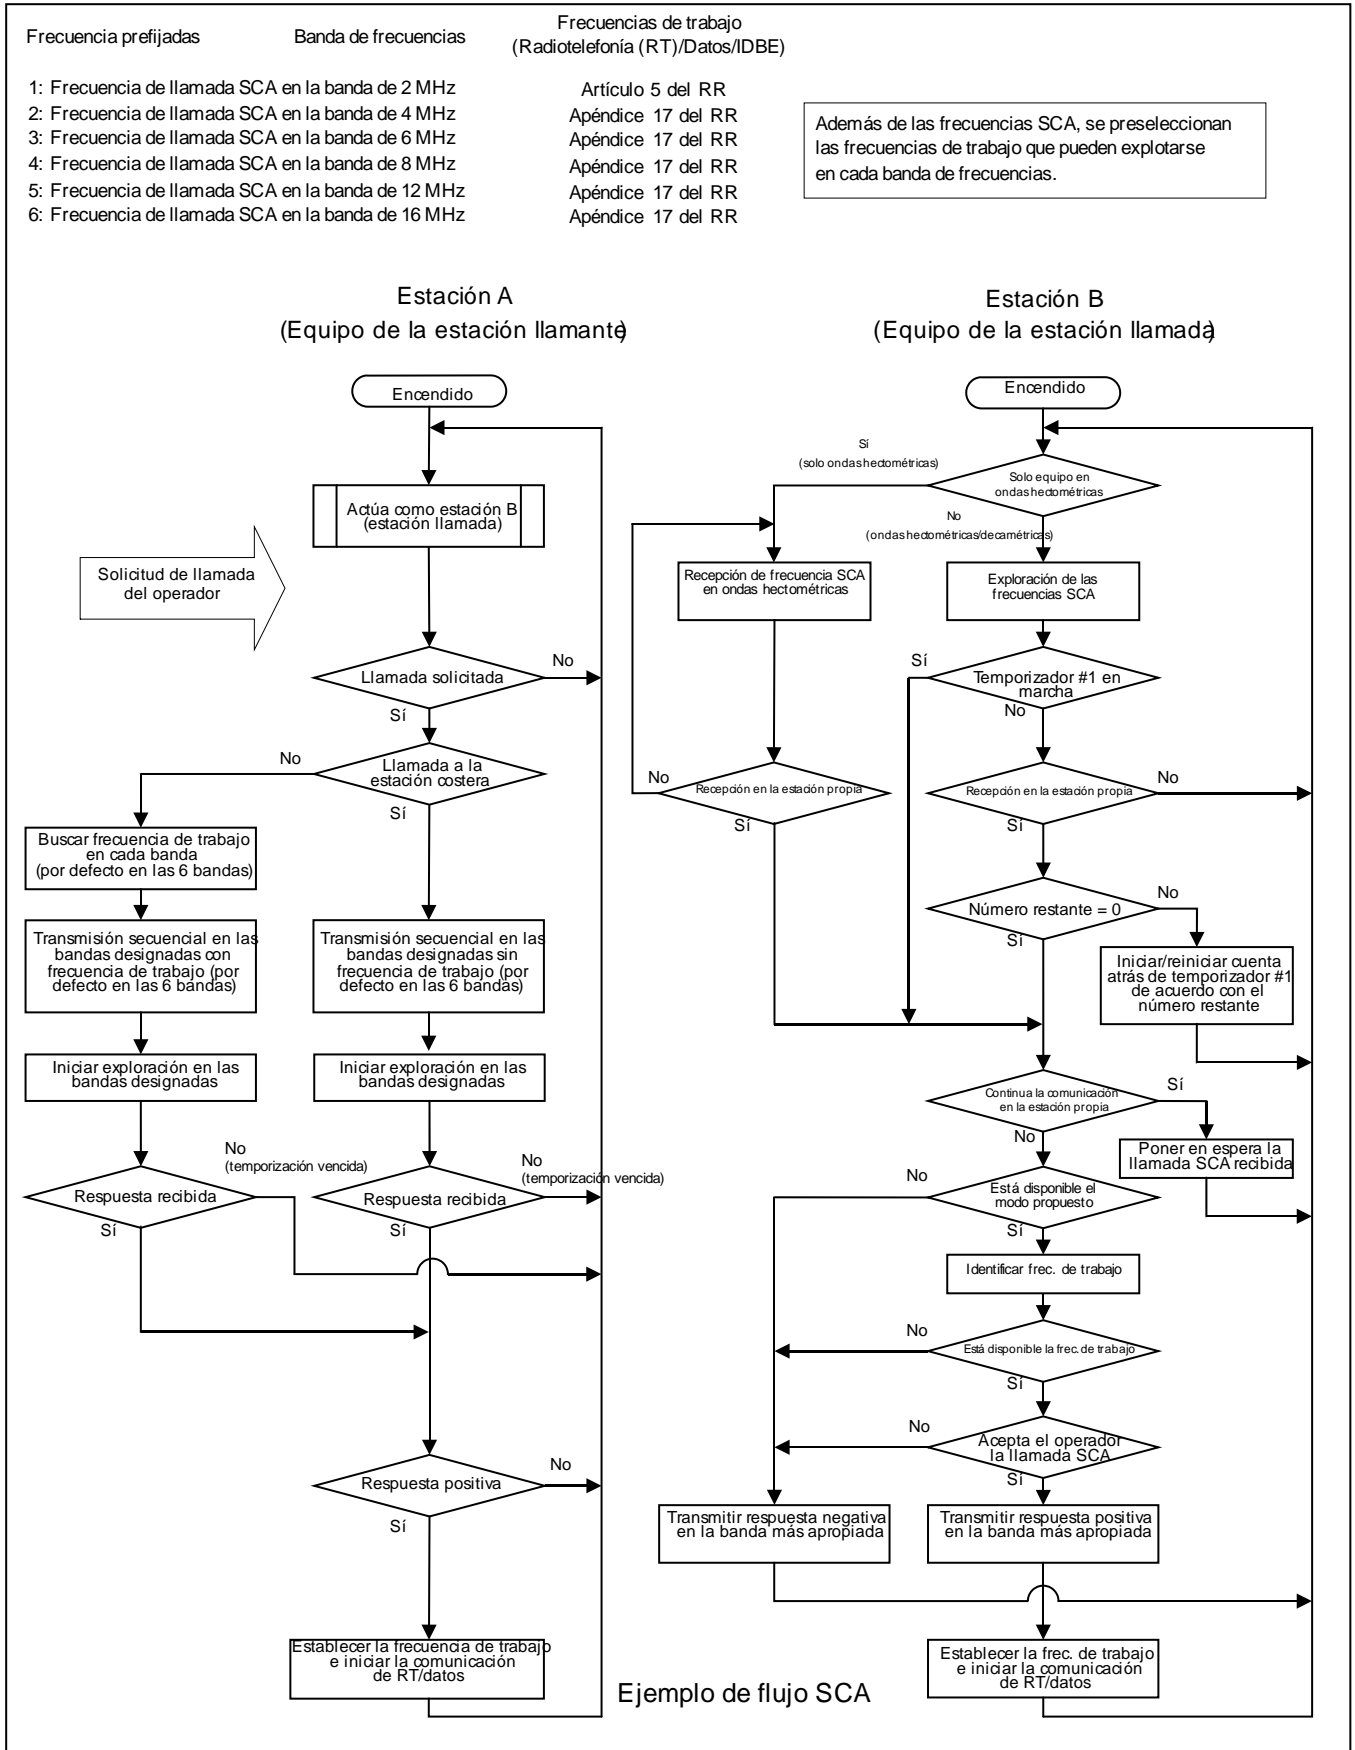 Frecuencia prefijadas
Banda de frecuencias
Frecuencias de trabajo
(Radiotelefonía (RT)/Datos/IDBE)
1: Frecuencia de llamada SCA en la banda de 2 MHz
Artículo 5 del RR
2: Frecuencia de llamada SCA en la banda de 4 MHz
Apéndice 17 del RR
3: Frecuencia de llamada SCA en la banda de 6 MHz
Apéndice 17 del RR
4: Frecuencia de llamada SCA en la banda de 8 MHz
Apéndice 17 del RR
5: Frecuencia de llamada SCA en la banda de 12 MHz
Apéndice 17 del RR
6: Frecuencia de llamada SCA en la banda de 16 MHz
Apéndice 17 del RR
Además de las frecuencias SCA, se preseleccionan
las frecuencias de trabajo que pueden explotarse
en cada banda de frecuencias.
Estación A
(Equipo de la estación llamante)
Encendido
Actúa como estación B
(estación llamada)
Solicitud de llamada
del operador
Llamada solicitada
No
Sí
Llamada a la
estación costera
No
Sí
Buscar frecuencia de trabajo
en cada banda
(por defecto en las 6 bandas)
Transmisión secuencial en las
bandas designadas con
frecuencia de trabajo (por
defecto en las 6 bandas)
Transmisión secuencial en las
bandas designadas sin
frecuencia de trabajo (por
defecto en las 6 bandas)
Iniciar exploración en las
bandas designadas
Iniciar exploración en las
bandas designadas
No
(temporización vencida)
No
(temporización vencida)
Respuesta recibida
Sí
Respuesta recibida
Sí
Respuesta positiva
No
Sí
Establecer la frecuencia de trabajo
e iniciar la comunicación
de RT/datos
Estación B
(Equipo de la estación llamada)
Encendido
Sí
(solo ondas hectométricas)
Solo equipo en
ondas hectométricas
No
(ondas hectométricas/decamétricas)
Recepción de frecuencia SCA
en ondas hectométricas
Exploración de las
frecuencias SCA
Sí
Temporizador #1 en
marcha
No
No
Recepción en la estación propia
Sí
Recepción en la estación propia
No
Sí
Número restante = 0
No
Sí
Iniciar/reiniciar cuenta
atrás de temporizador #1
de acuerdo con el
número restante
Continua la comunicación
en la estación propia
Sí
No
Poner en espera la
llamada SCA recibida
No
Está disponible el
modo propuesto
Sí
Identificar frec. de trabajo
No
Está disponible la frec. de trabajo
Sí
No
Acepta el operador
la llamada SCA
Sí
Transmitir respuesta negativa
en la banda más apropiada
Transmitir respuesta positiva
en la banda más apropiada
Establecer la frec. de trabajo
e iniciar la comunicación
de RT/datos
Ejemplo de flujo SCA